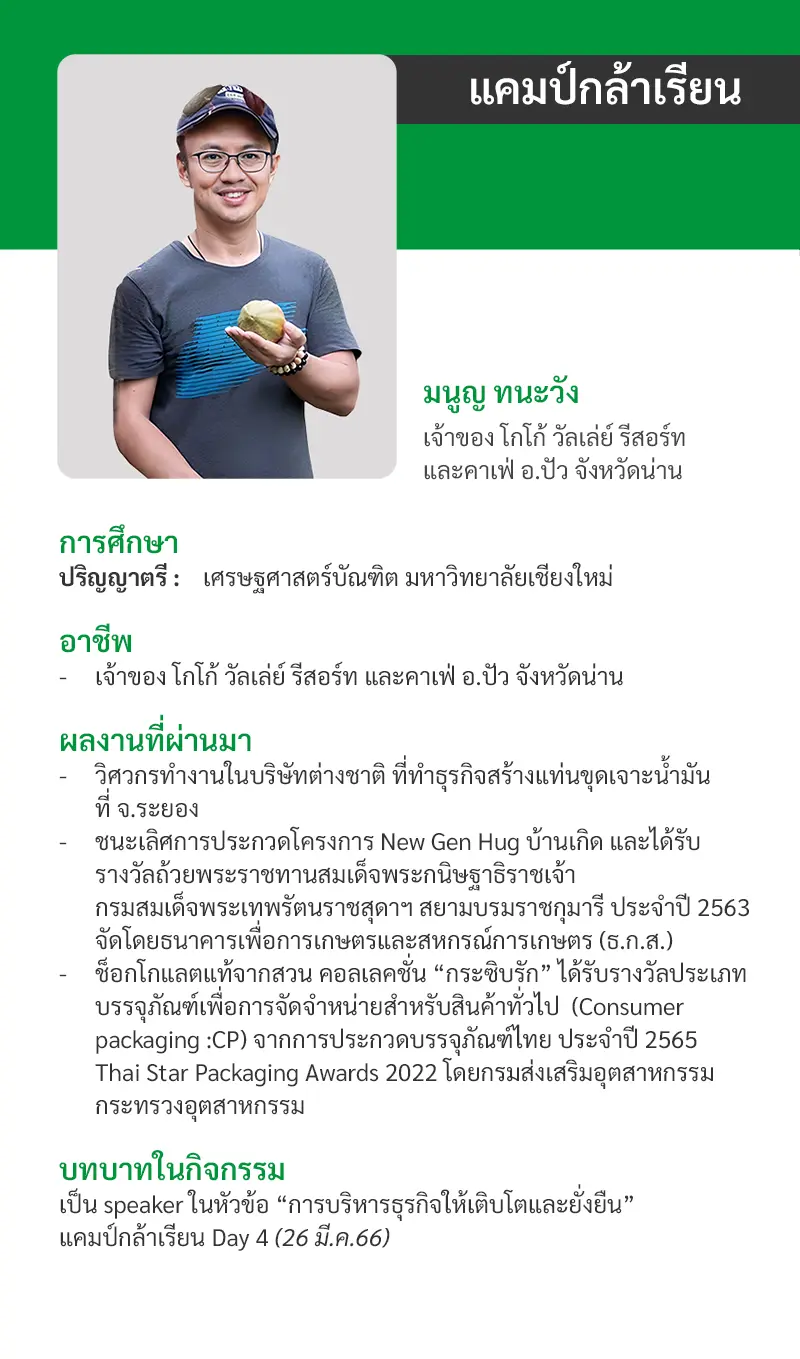 แคมป์กล้าเรียน
มนูญ ทนะวัง
เจ้าของ โกโก้ วัลเล่ย์ รีสอร์ท
และคาเฟ่ อ.ปัว จังหวัดน่าน
การศึกษา
ปริญญาตรี : เศรษฐศาสตร์บัณฑิต มหาวิทยาลัยเชียงใหม่
อาชีพ
- เจ้าของ โกโก้ วัลเล่ย์ รีสอร์ท และคาเฟ่ อ.ปัว จังหวัดน่าน
ผลงานที่ผ่านมา
- วิศวกรทำงานในบริษัทต่างชาติ ที่ทำธุรกิจสร้างแท่นขุดเจาะน้ำมัน
ที่ จ.ระยอง
- ชนะเลิศการประกวดโครงการ New Gen Hug บ้านเกิด และได้รับ
รางวัลถ้วยพระราชทานสมเด็จพระกนิษฐาธิราชเจ้า
กรมสมเด็จพระเทพรัตนราชสุดาฯ สยามบรมราชกุมารี ประจำปี 2563
จัดโดยธนาคารเพื่อการเกษตรและสหกรณ์การเกษตร (ธ.ก.ส.)
- ช็อกโกแลตแท้จากสวน คอลเลคชั่น “กระซิบรัก” ได้รับรางวัลประเภท
บรรจุภัณฑ์เพื่อการจัดจำหน่ายสำหรับสินค้าทั่วไป (Consumer
packaging :CP) จากการประกวดบรรจุภัณฑ์ไทย ประจำปี 2565
Thai Star Packaging Awards 2022 โดยกรมส่งเสริมอุตสาหกรรม
กระทรวงอุตสาหกรรม
บทบาทในกิจกรรม
เป็น speaker ในหัวข้อ “การบริหารธุรกิจให้เติบโตและยั่งยืน”
แคมป์กล้าเรียน Day 4 (26 มี.ค.66)